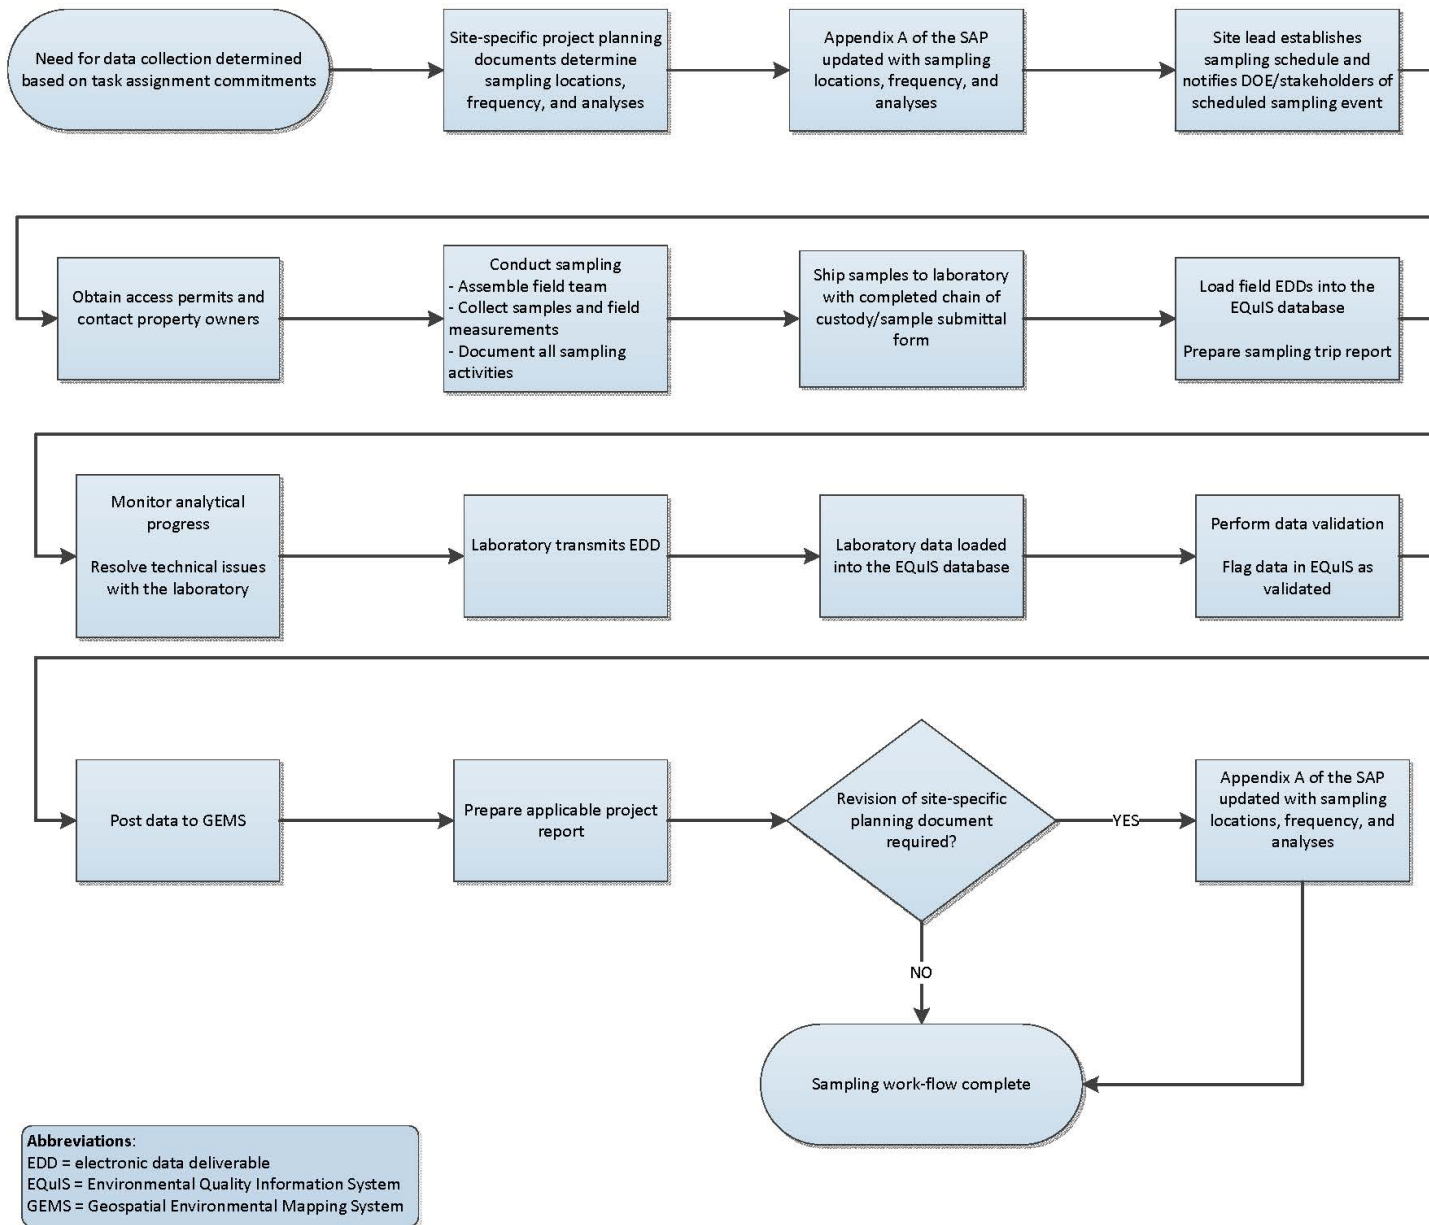 Need for data collection determined
based on task assignment commitments
Site-specific project planning
documents determine
sampling locations,
frequency, and analyses
Appendix A of the SAP
updated with sampling
locations, frequency, and
analyses
Site lead establishes
sampling schedule and
notifies DOE/stakeholders of
scheduled sampling event
Obtain access permits and
contact property owners
Conduct sampling
- Assemble field team
- Collect samples and field
measurements
- Document all sampling
activities
Ship samples to laboratory
with completed chain of
custody/sample submittal
form
Load field EDDs into the
EQuIS database
Prepare sampling trip report
Monitor analytical
progress
Resolve technical issues
with the laboratory
Laboratory transmits EDD
Laboratory data loaded
into the EQuIS database
Perform data validation
Flag data in EQuIS as
validated
Post data to GEMS
Prepare applicable project
report
Revision of site-specific
planning document
required?
YES
Appendix A of the SAP
updated with sampling
locations, frequency, and
analyses
NO
Sampling work-flow complete
Abbreviations:
EDD = electronic data deliverable
EQuIS = Environmental Quality Information System
GEMS = Geospatial Environmental Mapping System